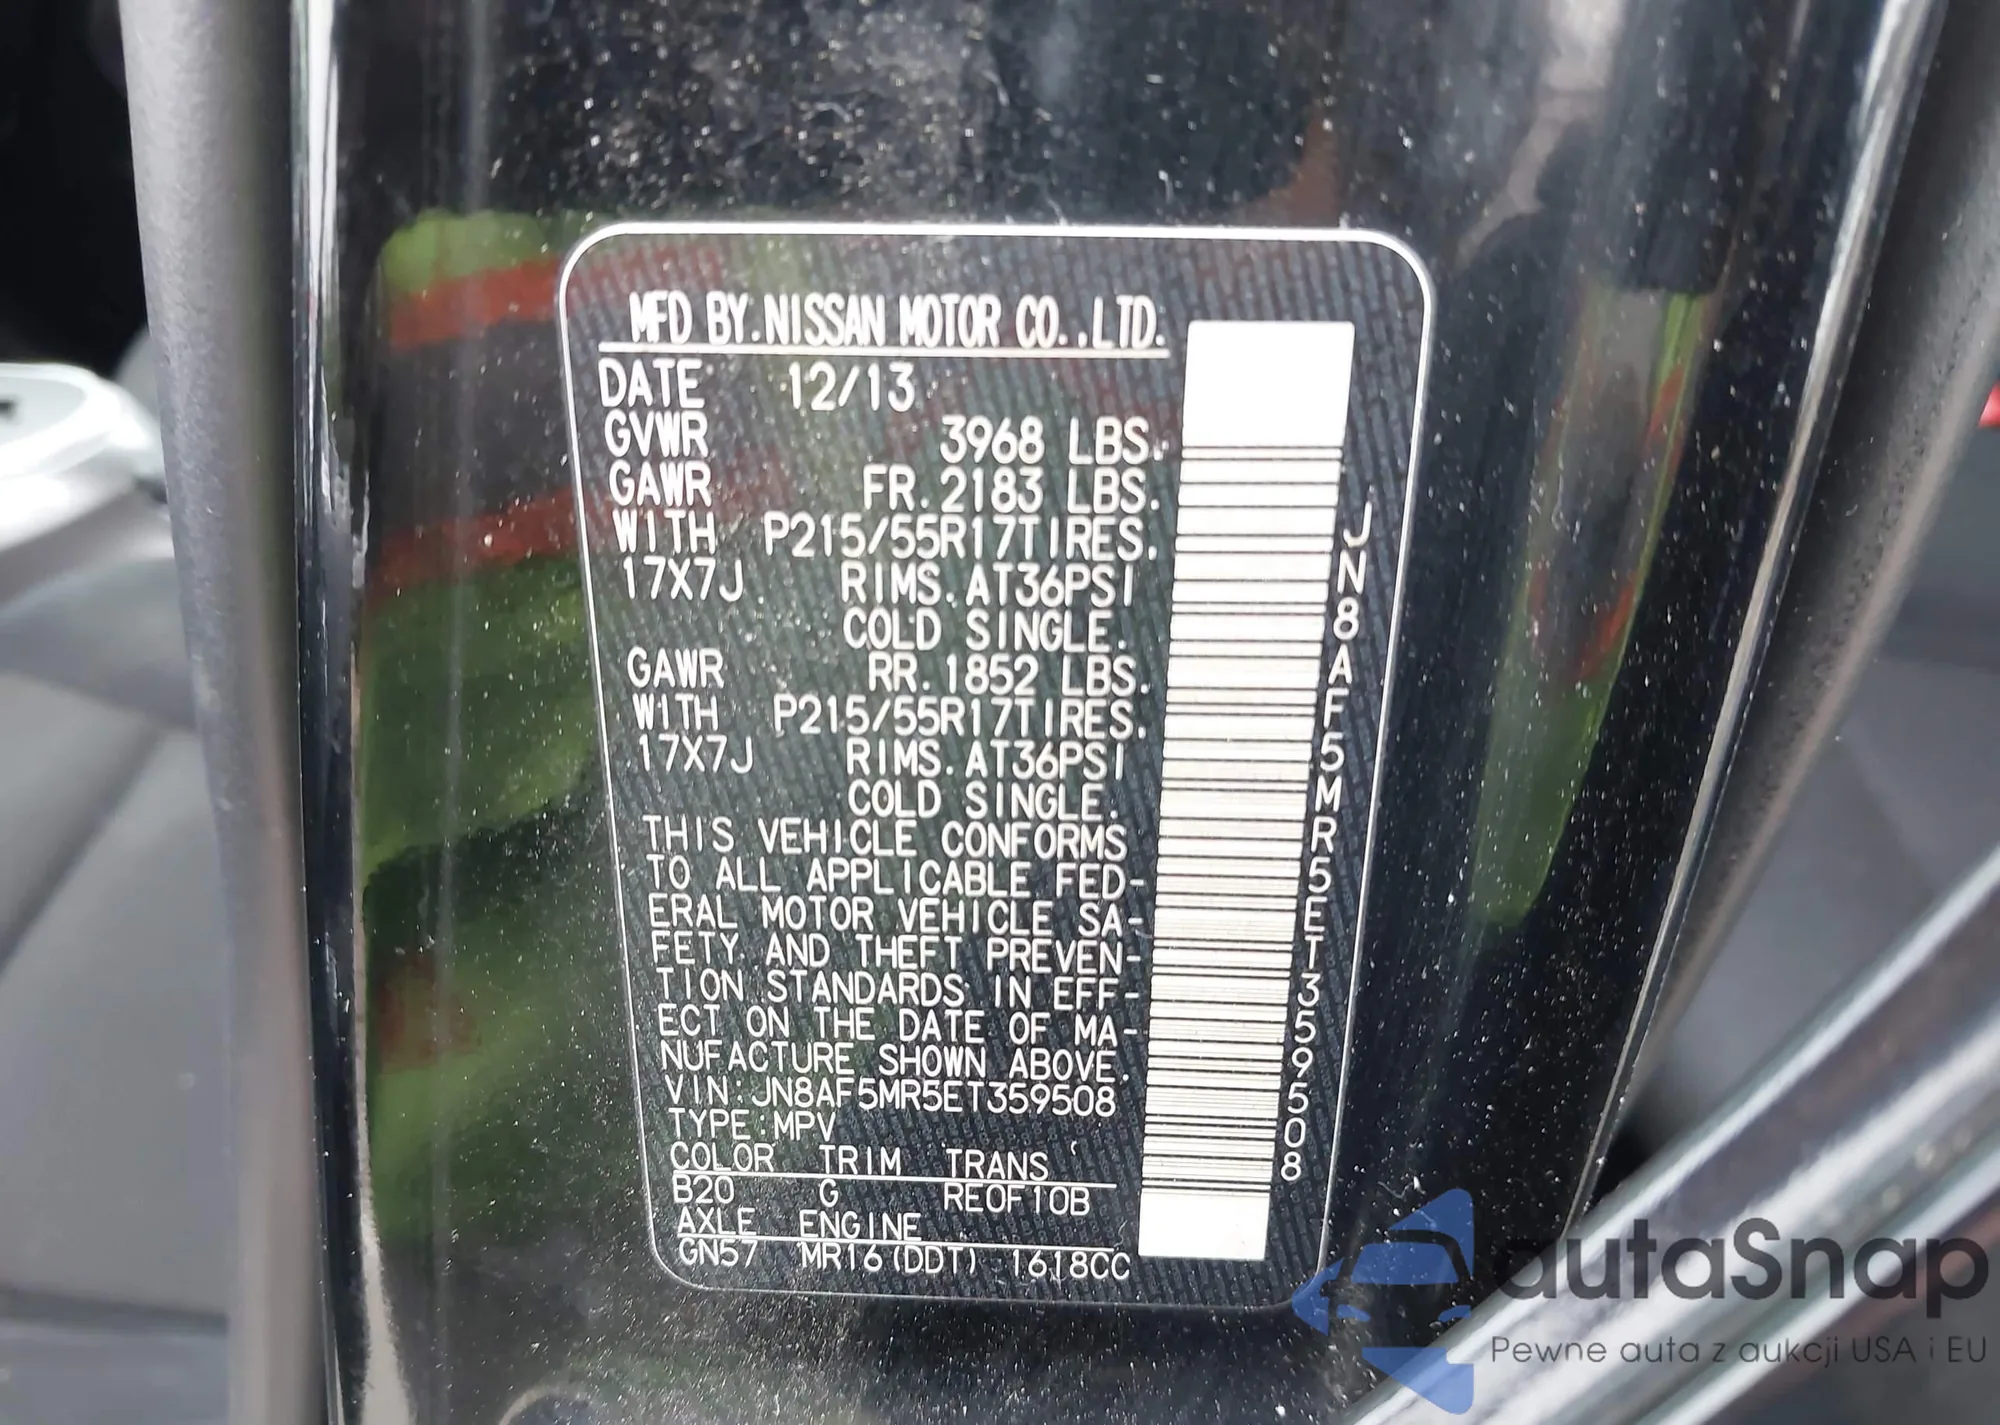 MFD BY.NISSAN MOTOR CO.,LTD.
DATE 12/13
GVWR 3968 LBS.
GAWR FR.2183 LBS.
WITH P215/55R17TIRES.
17X7J RIMS.AT36PSI
COLD SINGLE.
GAWR RR.1852 LBS.
WITH P215/55R17TIRES.
17X7J RIMS.AT36PSI
COLD SINGLE.
THIS VEHICLE CONFORMS
TO ALL APPLICABLE FED-
ERAL MOTOR VEHICLE SA-
FETY AND THEFT PREVEN-
TION STANDARDS IN EFF-
ECT ON THE DATE OF MA-
NUFACTURE SHOWN ABOVE.
VIN:JN8AF5MR5ET359508
TYPE:MPV
COLOR TRIM TRANS
B20 G RE0F10B
AXLE ENGINE
GN57 MR16(DDT) 1618CC
JN8AF5MR5ET359508
autaSnap
Pewne auta z aukcji USA i EU